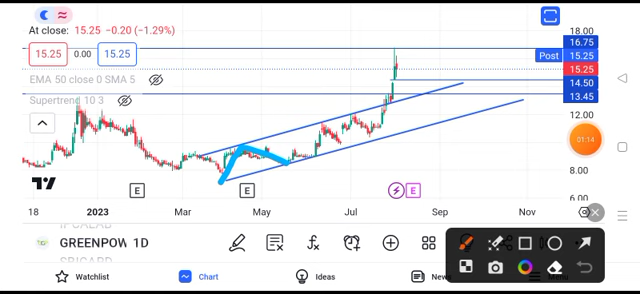 At close: 15.25 −0.20 (−1.29%)
18.00
16.75
15.25 0.00 15.25
Post 15.25
15.25
EMA 50 close 0 SMA 5
14.50
Supertrend 10 3
13.45
12.00
01:14
8.00
E E E
6.00
18 2023 Mar May Jul Sep Nov
GREENPOW 1D
Watchlist Chart Ideas News Menu